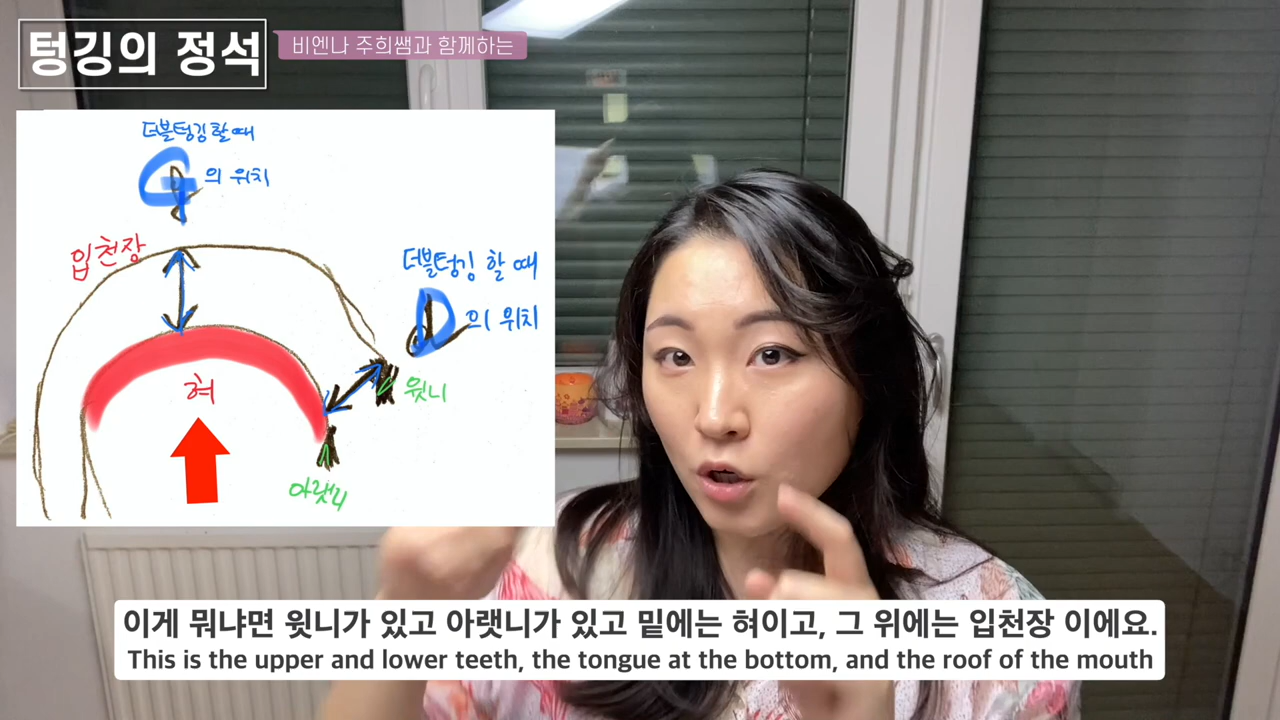 텅깅의 정석
비엔나 주희쌤과 함께하는
더블텅깅 할 때
G의 위치
입천장
더블텅깅 할 때
D의 위치
혀
윗니
아랫니
이게 뭐냐면 윗니가 있고 아랫니가 있고 밑에는 혀이고, 그 위에는 입천장 이에요.
This is the upper and lower teeth, the tongue at the bottom, and the roof of the mouth